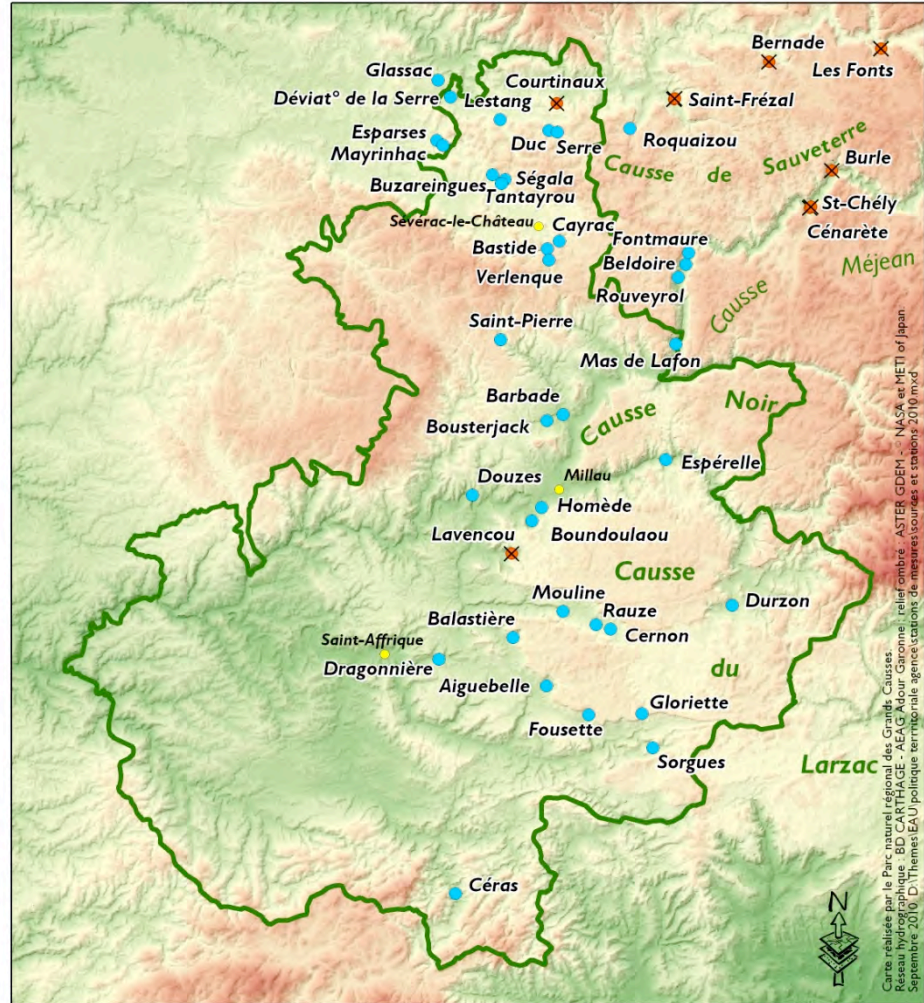 Bernade
Glassac
Les Fonts
Courtinaux
Déviat° de la Serre
Lestang
Saint-Frézal
Esparses
Duc
Serre
Roquaizou
Mayrinhac
Causse de Sauveterre
Burle
Buzareingues
Ségala
Tantayrou
St-Chély
Séverac-le-Château
Cayrac
Cénarète
Fontmaure
Bastide
Beldoire
Méjean
Verlenque
Rouveyrol
Causse
Saint-Pierre
Mas de Lafon
Barbade
Causse Noir
Bousterjack
Espérelle
Douzes
Millau
Homède
Lavencou
Boundoulaou
Causse
Mouline
Durzon
Balastière
Rauze
Cernon
Saint-Affrique
Dragonnière
du
Aiguebelle
Gloriette
Fousette
Sorgues
Larzac
Céras
N
Carte réalisée par le Parc naturel régional des Grands Causses
Réseau hydrographique : BD CARTHAGE - AEAG Adour Garonne ; relief ombré : ASTER GDEM - © NASA et METI of Japan
Septembre 2010. D:\Themes\EAU\politique terrritoriale agence\stations de mesures\sources et stations 2010.mxd